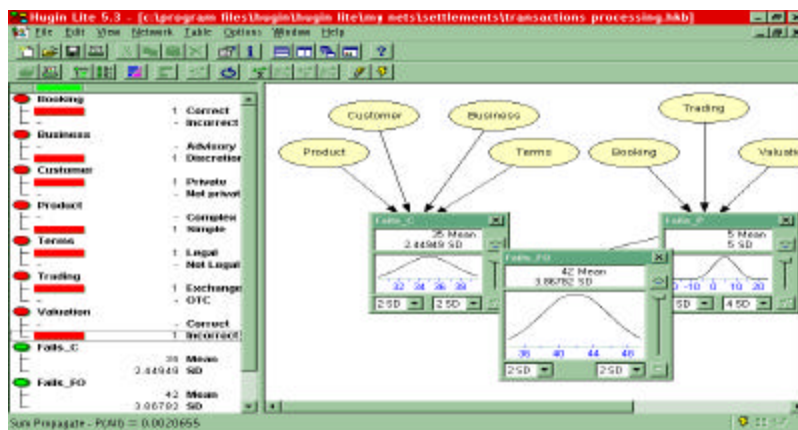 Hugin Lite 5.3 - [c:\program files\hugin\hugin lite\my nets\settlements\transactions processing.hkb]
File Edit View Network Table Options Window Help
Booking
1 Correct
- Incorrect
Business
- Advisory
1 Discretion
Customer
1 Private
- Not privat
Product
- Complex
1 Simple
Terms
1 Legal
- Not Legal
Trading
1 Exchange
- OTC
Valuation
- Correct
1 Incorrect
Fails_C
Mean
2.44949 SD
Fails_FO
42 Mean
3.86782 SD
Customer
Business
Product
Terms
Trading
Booking
Valuati
Fails_C
35 Mean
2.44949 SD
32 34 36 38
2 SD 2 SD
Fails_P
5 Mean
5 SD
0 -10 0 10 20
SD 4 SD
Fails_FO
42 Mean
3.86782 SD
36 40 44 48
2 SD 2 SD
Sum Propagate - P(All) = 0.0020655